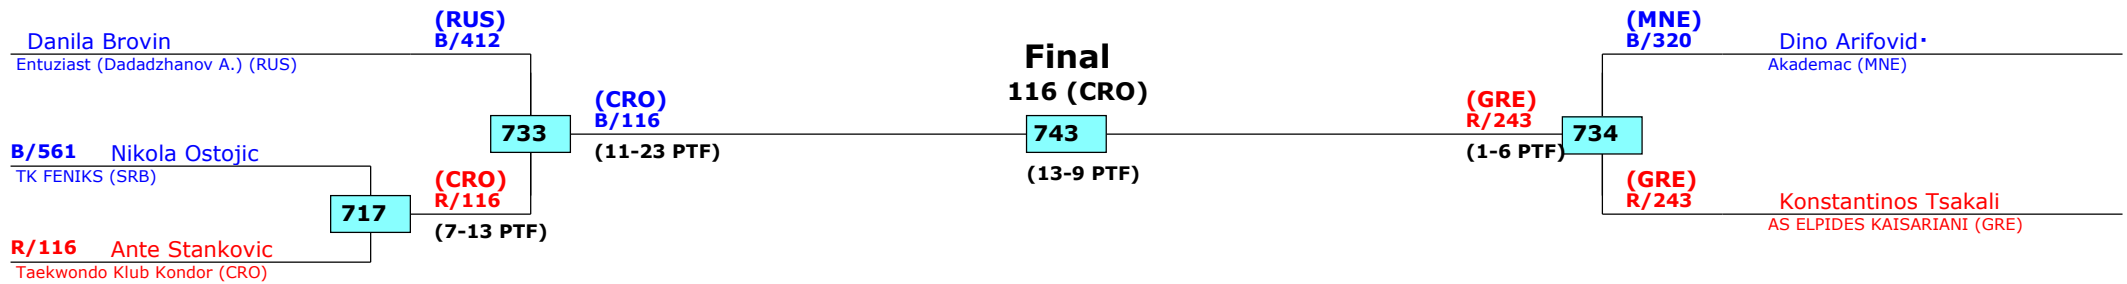 (RUS)
B/412
Danila Brovin
Entuziast (Dadadzhanov A.) (RUS)
B/561 Nikola Ostojic
TK FENIKS (SRB)
R/116 Ante Stankovic
Taekwondo Klub Kondor (CRO)
717
(CRO)
R/116
(7-13 PTF)
733
(CRO)
B/116
(11-23 PTF)
Final
116 (CRO)
743
(13-9 PTF)
(GRE)
R/243
(1-6 PTF)
734
(MNE)
B/320
Dino Arifovid·
Akademac (MNE)
(GRE)
R/243
Konstantinos Tsakali
AS ELPIDES KAISARIANI (GRE)